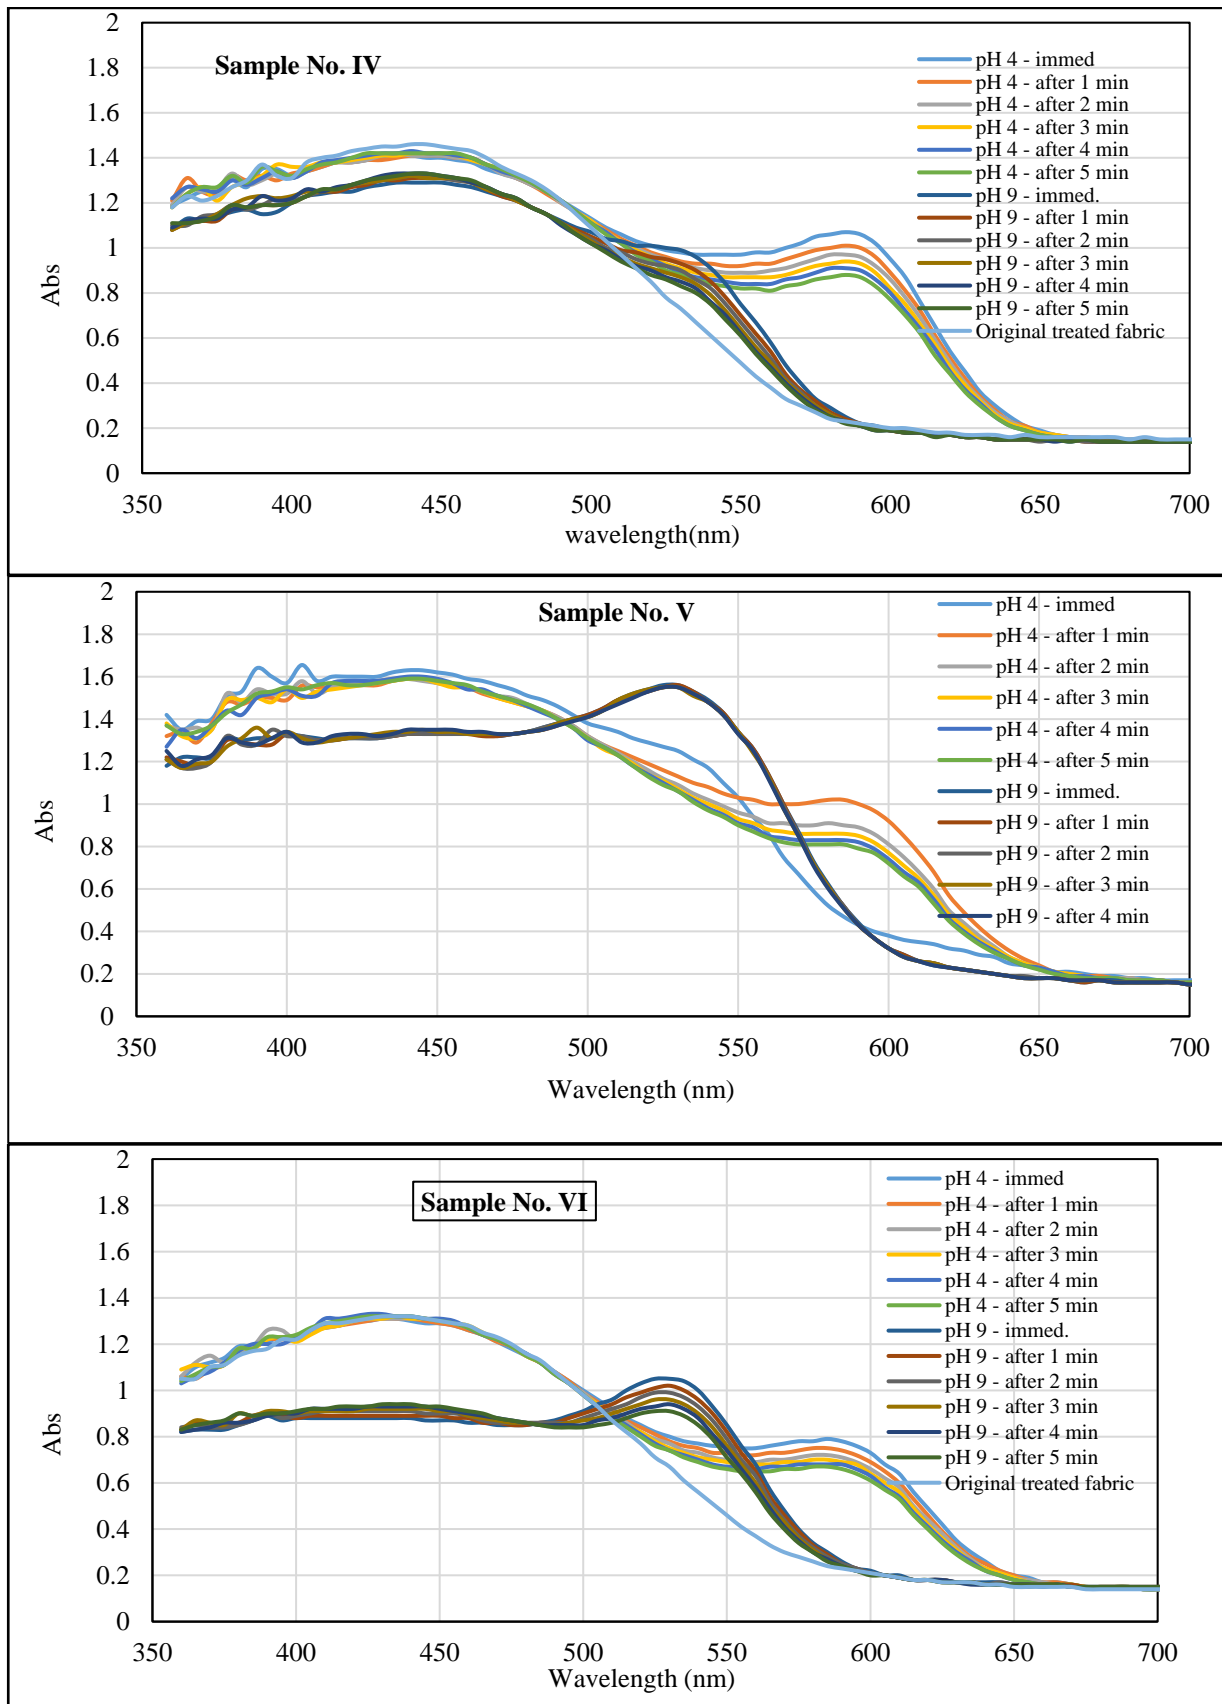 2
1.8
1.6
1.4
1.2
1
0.8
0.6
0.4
0.2
0
Abs
Sample No. IV
pH 4 - immed
pH 4 - after 1 min
pH 4 - after 2 min
pH 4 - after 3 min
pH 4 - after 4 min
pH 4 - after 5 min
pH 9 - immed.
pH 9 - after 1 min
pH 9 - after 2 min
pH 9 - after 3 min
pH 9 - after 4 min
pH 9 - after 5 min
Original treated fabric
350 400 450 500 550 600 650 700
wavelength(nm)
2
1.8
1.6
1.4
1.2
1
0.8
0.6
0.4
0.2
0
Abs
Sample No. V
pH 4 - immed
pH 4 - after 1 min
pH 4 - after 2 min
pH 4 - after 3 min
pH 4 - after 4 min
pH 4 - after 5 min
pH 9 - immed.
pH 9 - after 1 min
pH 9 - after 2 min
pH 9 - after 3 min
pH 9 - after 4 min
350 400 450 500 550 600 650 700
Wavelength (nm)
2
1.8
1.6
1.4
1.2
1
0.8
0.6
0.4
0.2
0
Abs
Sample No. VI
pH 4 - immed
pH 4 - after 1 min
pH 4 - after 2 min
pH 4 - after 3 min
pH 4 - after 4 min
pH 4 - after 5 min
pH 9 - immed.
pH 9 - after 1 min
pH 9 - after 2 min
pH 9 - after 3 min
pH 9 - after 4 min
pH 9 - after 5 min
Original treated fabric
350 400 450 500 550 600 650 700
Wavelength (nm)